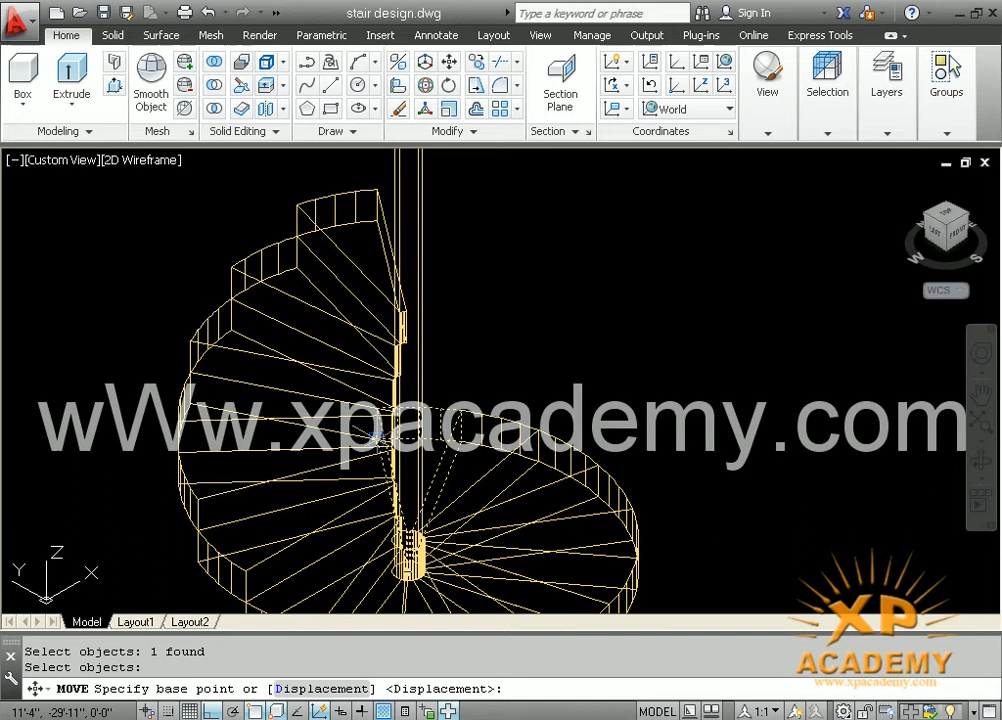 stair design.dwg
Type a keyword or phrase
Sign In
Home Solid Surface Mesh Render Parametric Insert Annotate Layout View Manage Output Plug-ins Online Express Tools
Box
Extrude
Smooth Object
Section Plane
World
View
Selection
Layers
Groups
Modeling
Mesh
Solid Editing
Draw
Modify
Section
Coordinates
[−][Custom View][2D Wireframe]
TOP
LEFT
FRONT
W
S
WCS
wWw.xpacademy.com
Z
Y
X
Model Layout1 Layout2
Select objects: 1 found
Select objects:
MOVE Specify base point or [Displacement] <Displacement>:
XP
ACADEMY
www.xpacademy.com
11'-4", -29'-11", 0'-0"
MODEL
1:1